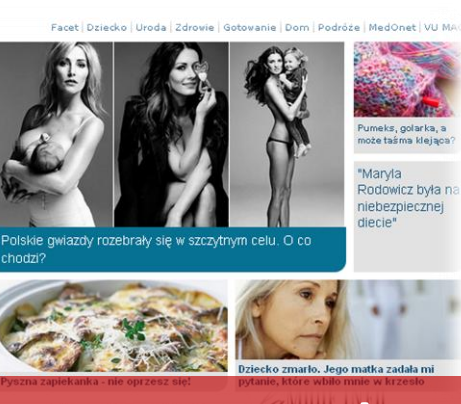 Facet | Dziecko | Uroda | Zdrowie | Gotowanie | Dom | Podróże | MedOnet | VU
Pumeks, golarka, a
może taśma klejąca?
"Maryla
Rodowicz była na
niebezpiecznej
diecie"
Polskie gwiazdy rozebrały się w szczytnym celu. O co
chodzi?
Pyszna zapiekanka - nie oprzesz się!
Dziecko zmarło. Jego matka zadała mi
pytanie, które wbiło mnie w krzesło